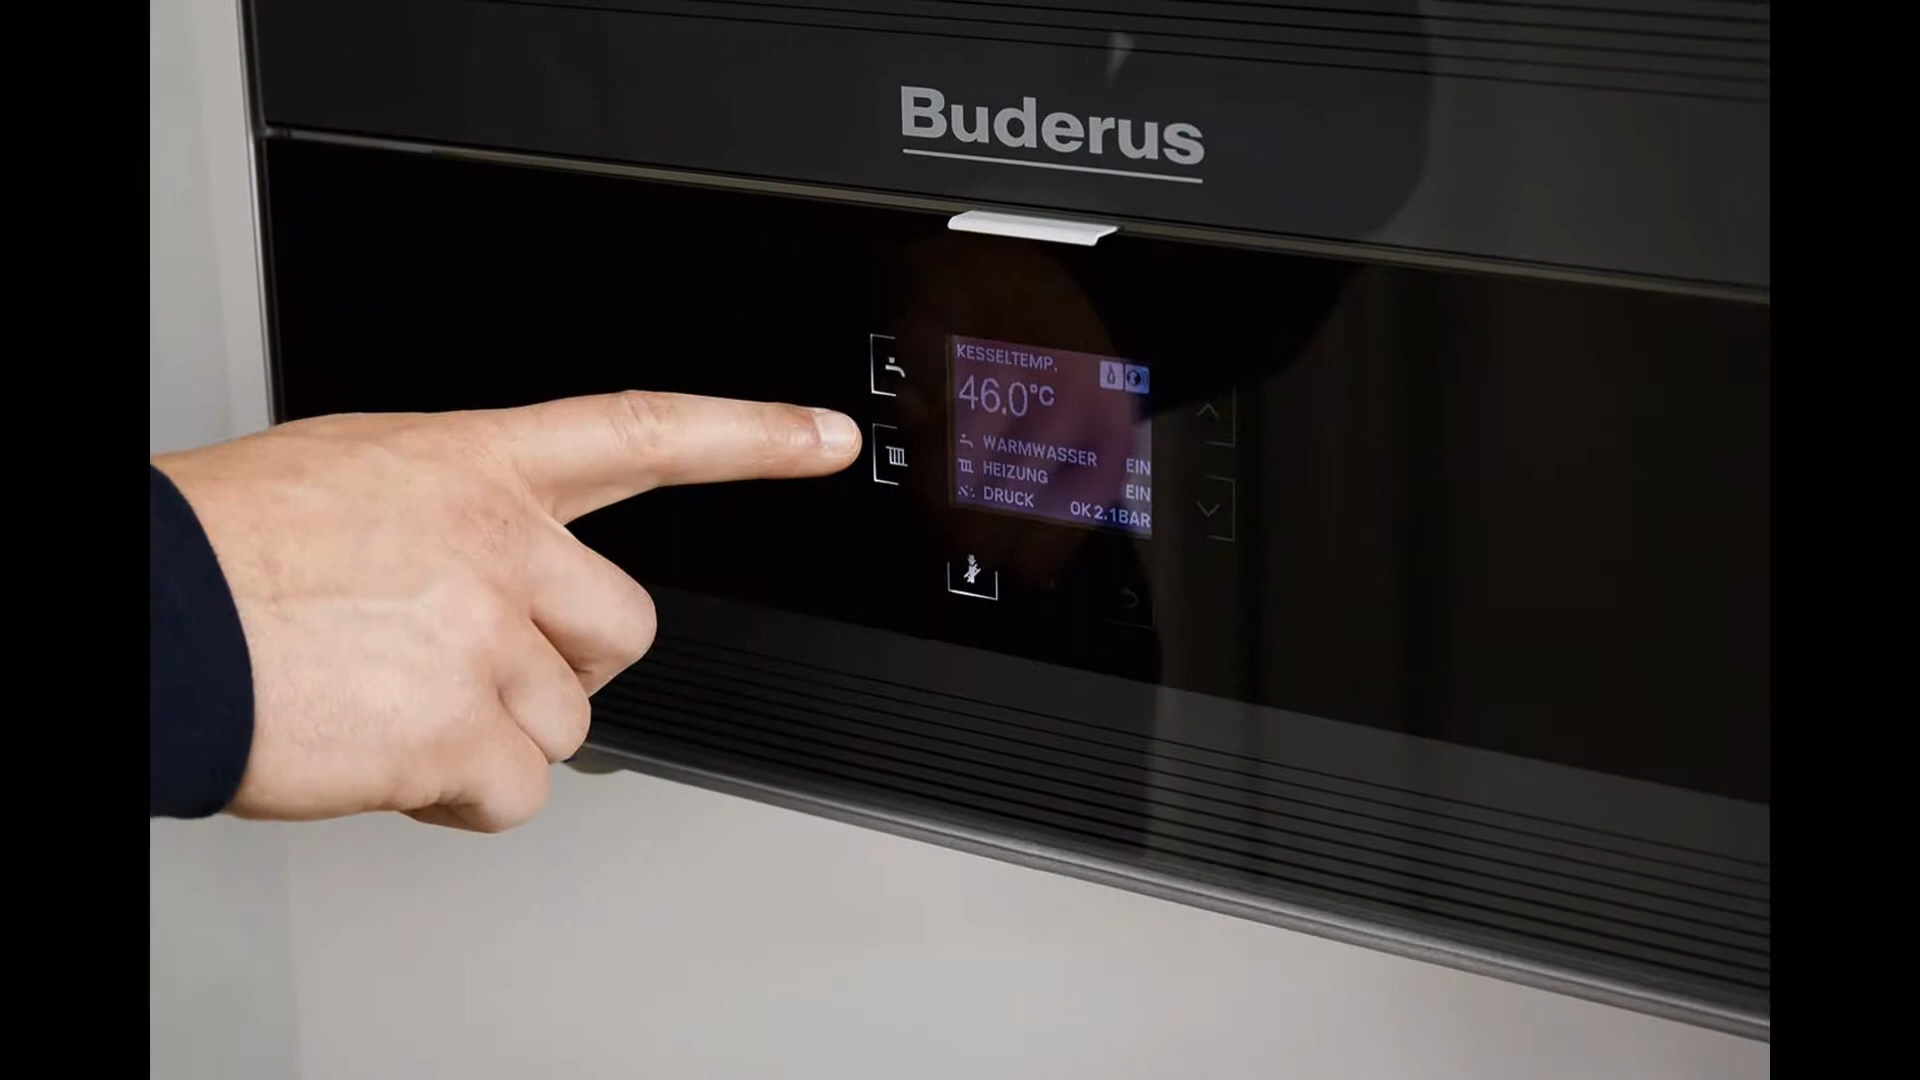 Buderus
KESSELTEMP.
46.0°C
WARMWASSER EIN
HEIZUNG EIN
DRUCK OK 2.1BAR